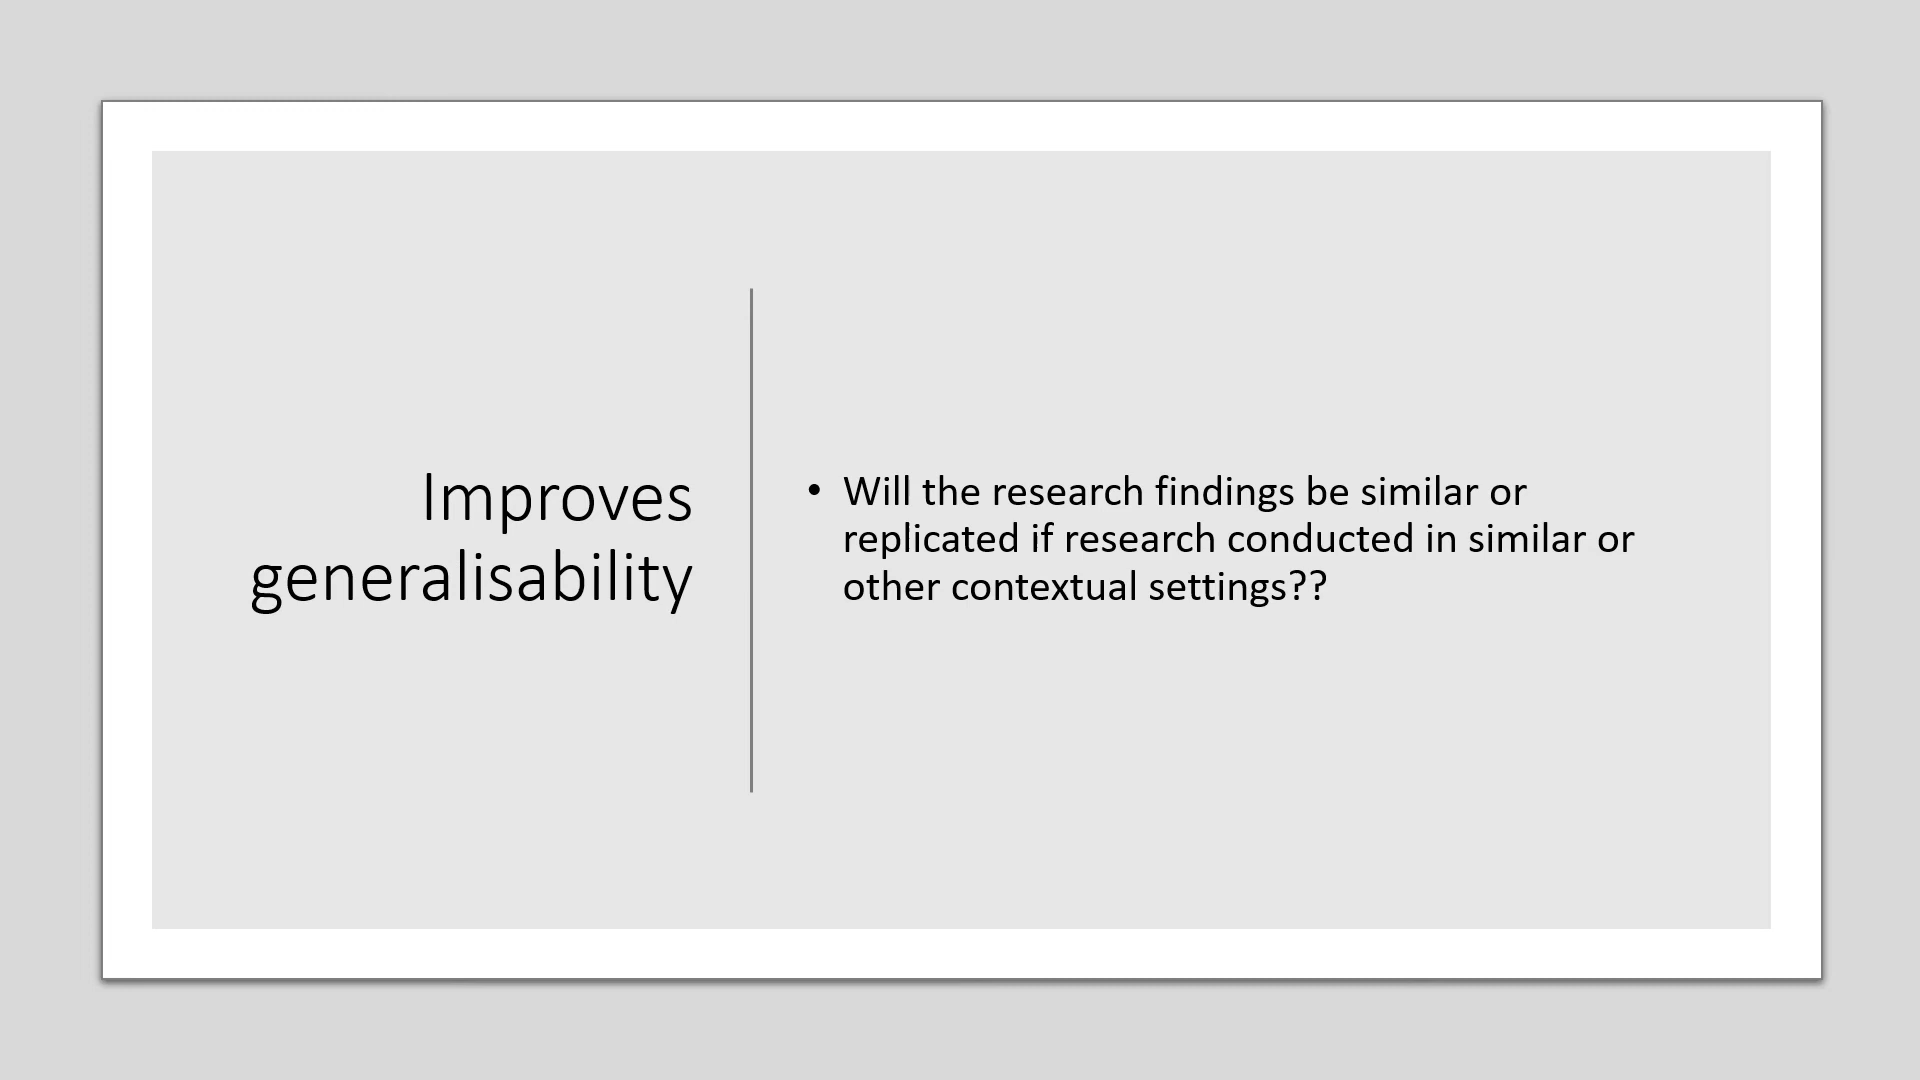 Improves
generalisability
• Will the research findings be similar or
replicated if research conducted in similar or
other contextual settings??